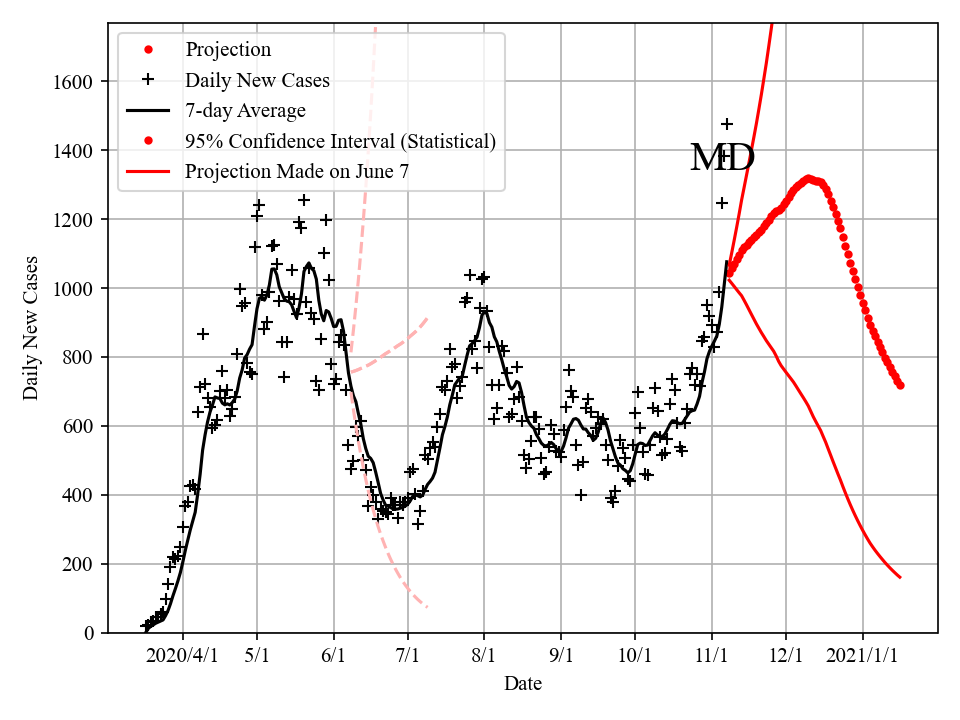 Projection
Daily New Cases
7-day Average
95% Confidence Interval (Statistical)
Projection Made on June 7
MD
1600
1400
1200
1000
800
600
400
200
0
Daily New Cases
2020/4/1 5/1 6/1 7/1 8/1 9/1 10/1 11/1 12/1 2021/1/1
Date